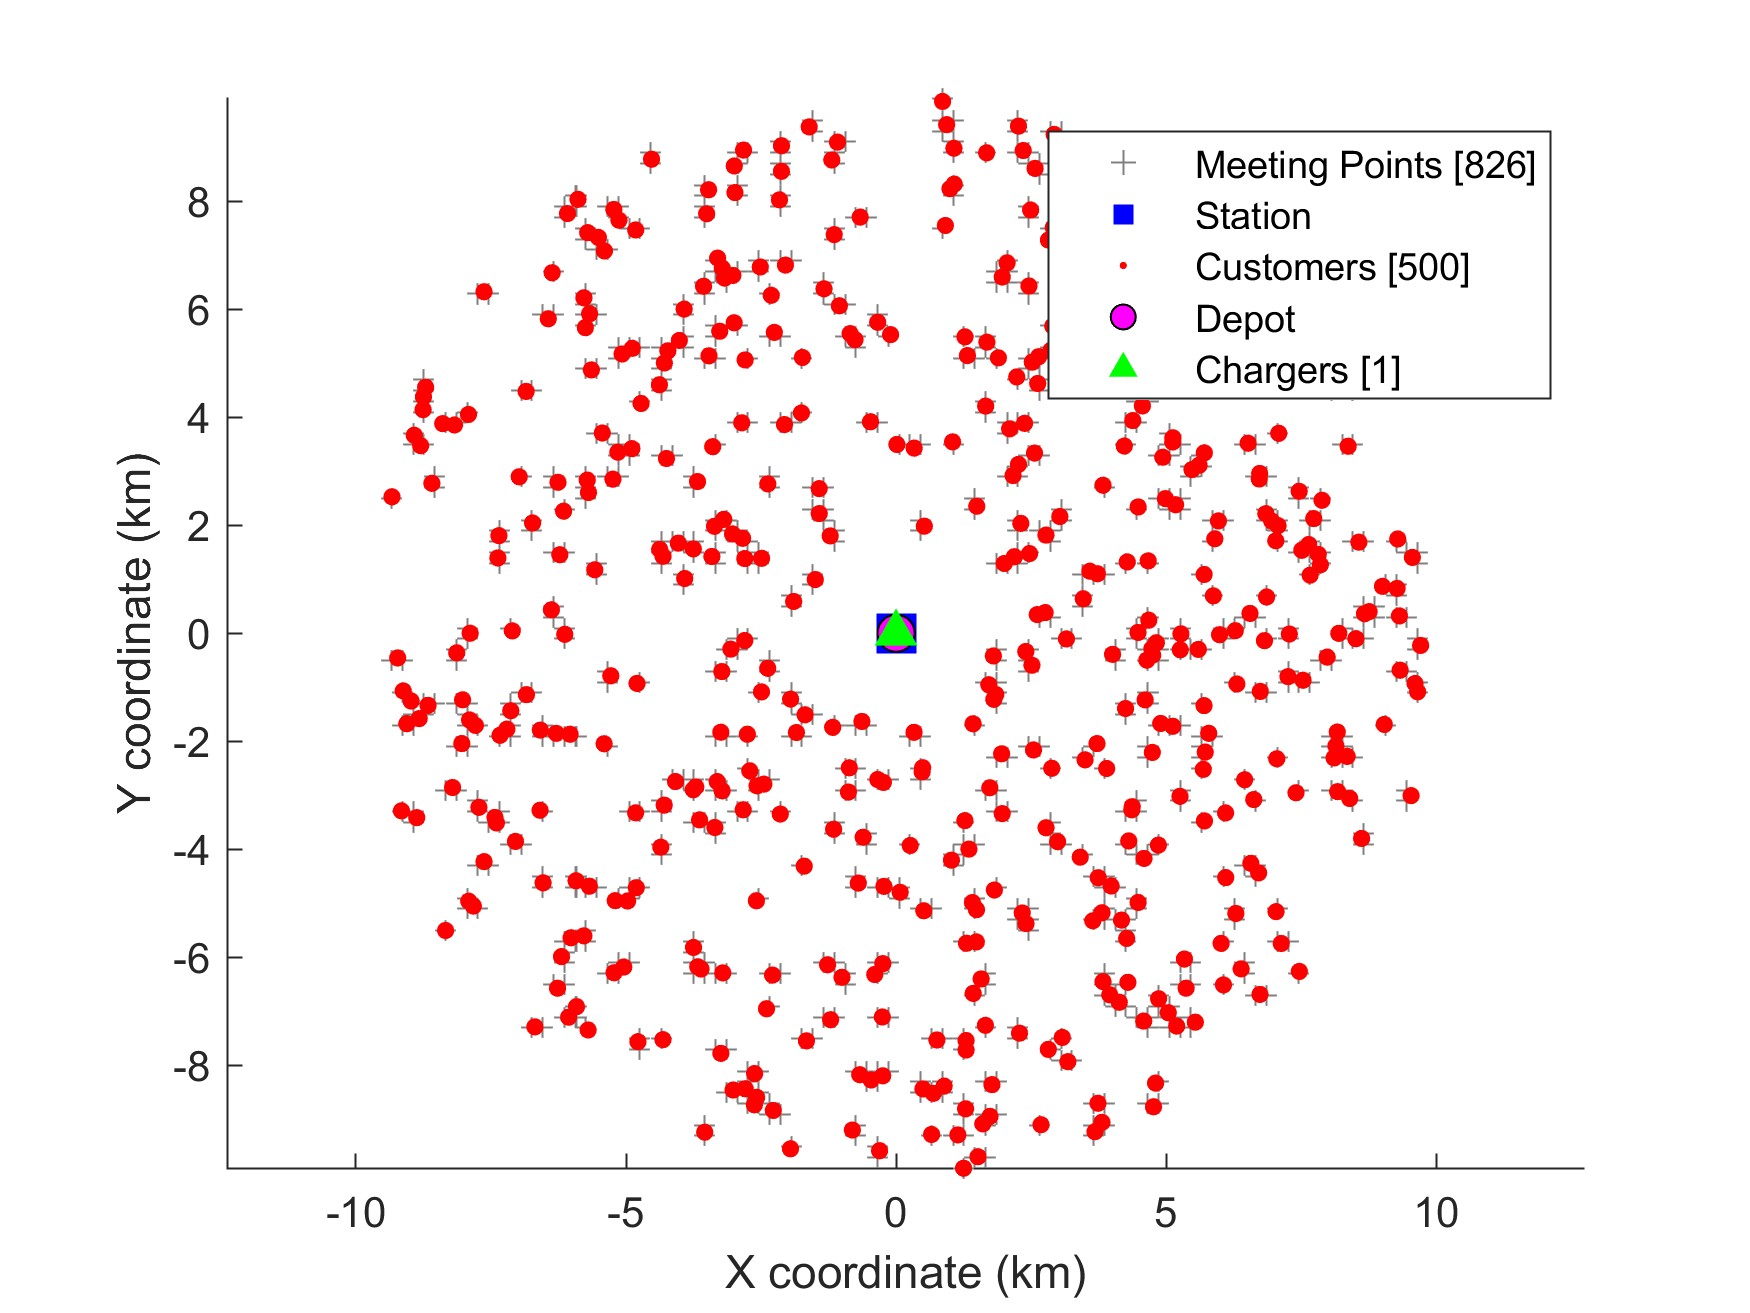 Meeting Points [826]
Station
Customers [500]
Depot
Chargers [1]
8
6
4
2
0
-2
-4
-6
-8
Y coordinate (km)
-10
-5
0
5
10
X coordinate (km)